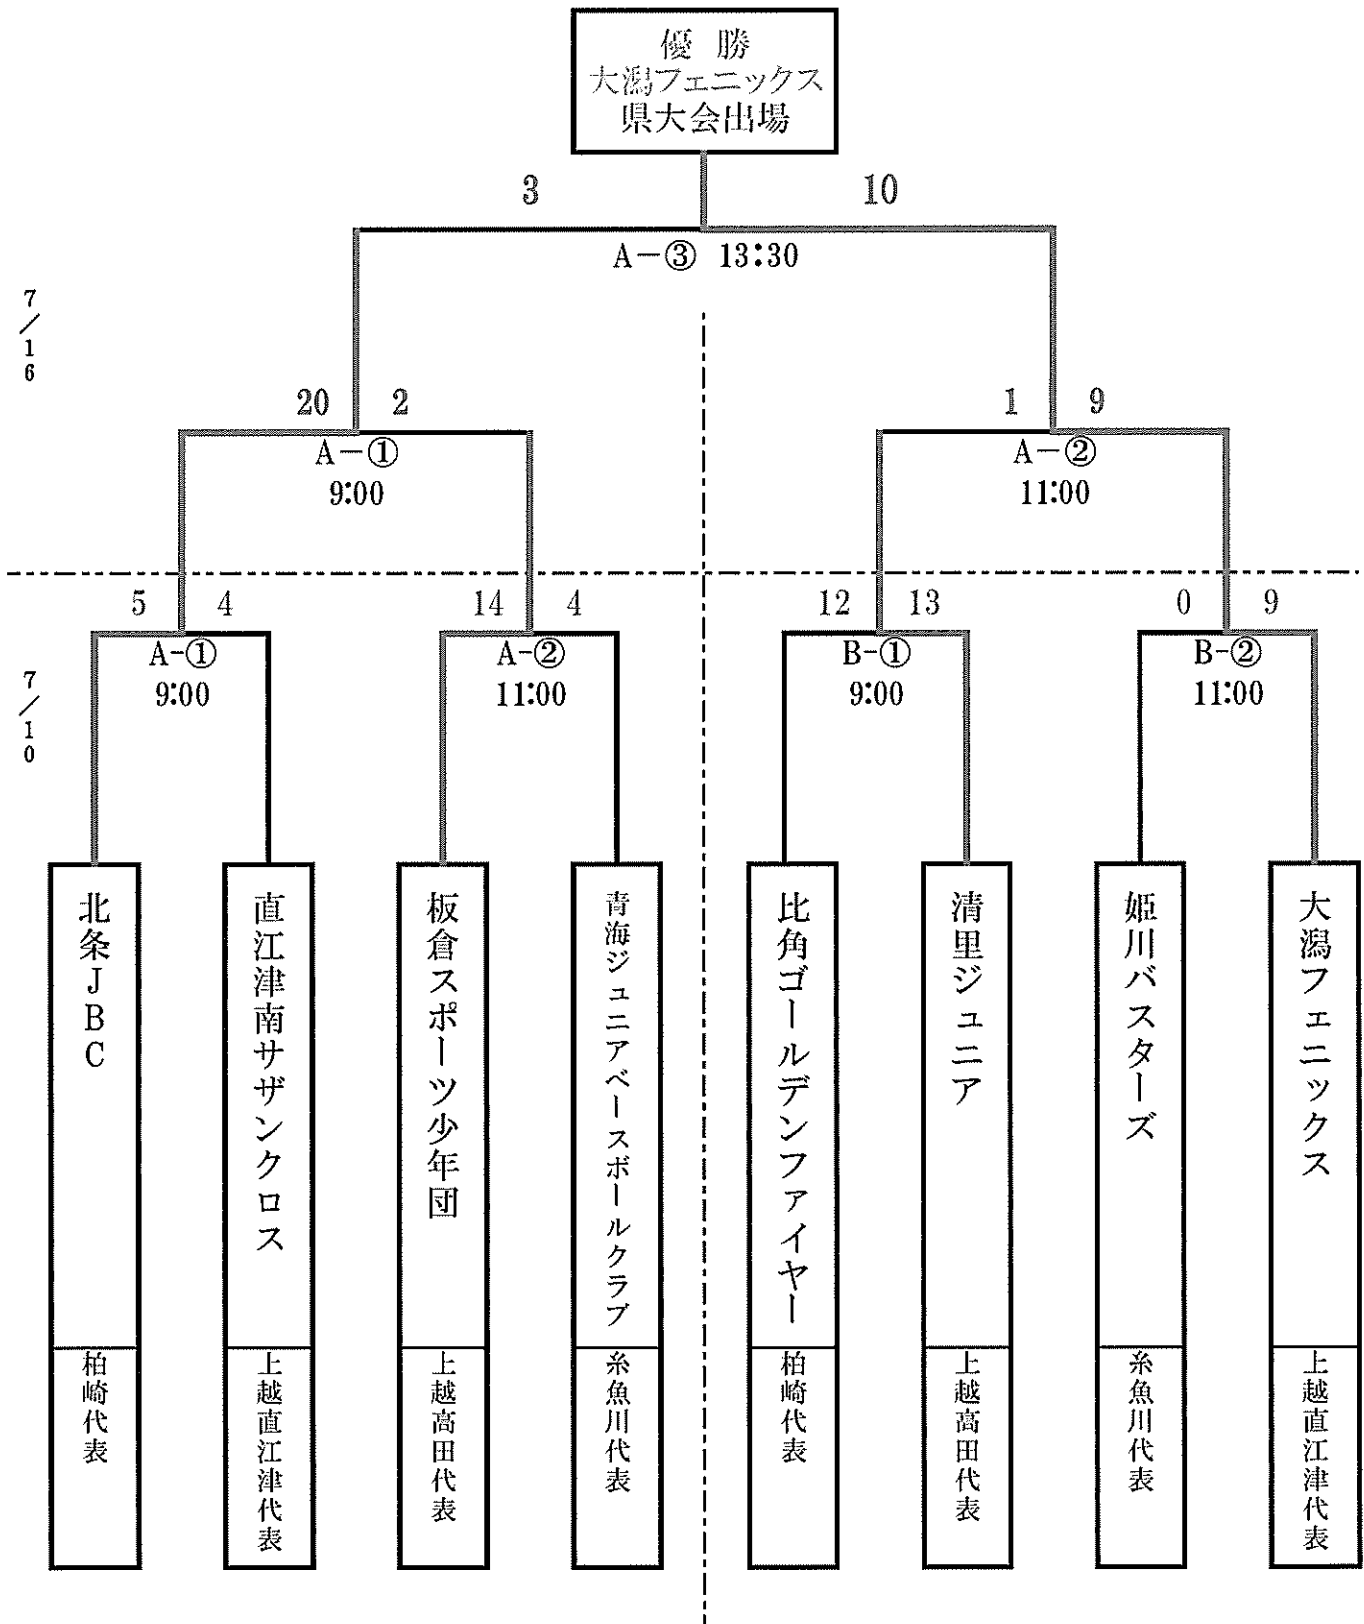 優 勝
大潟フェニックス
県大会出場
3
10
A－③ 13:30
7/16
20
2
1
9
A－①
9:00
A－②
11:00
5
4
14
4
12
13
0
9
A-①
9:00
A-②
11:00
B-①
9:00
B-②
11:00
7/10
北条JBC
直江津南サザンクロス
板倉スポーツ少年団
青海ジュニアベースボールクラブ
比角ゴールデンファイヤー
清里ジュニア
姫川バスターズ
大潟フェニックス
柏崎代表
上越直江津代表
上越高田代表
糸魚川代表
柏崎代表
上越高田代表
糸魚川代表
上越直江津代表